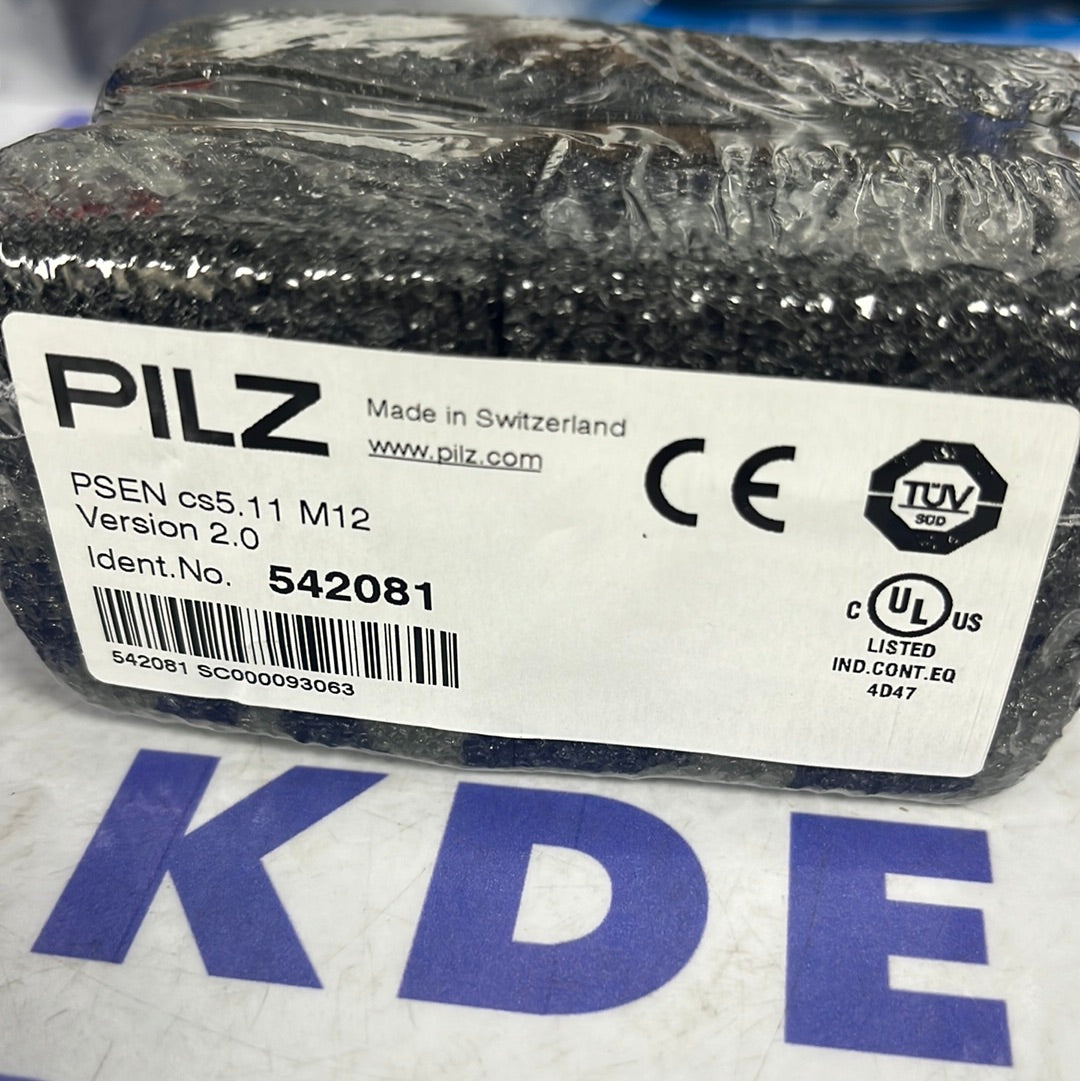 PILZ
Made in Switzerland
www.pilz.com
PSEN cs5.11 M12
Version 2.0
Ident.No. 542081
542081 SC000093063
CE
TÜV
SÜD
C UL US
LISTED
IND.CONT.EQ
4D47
KDE